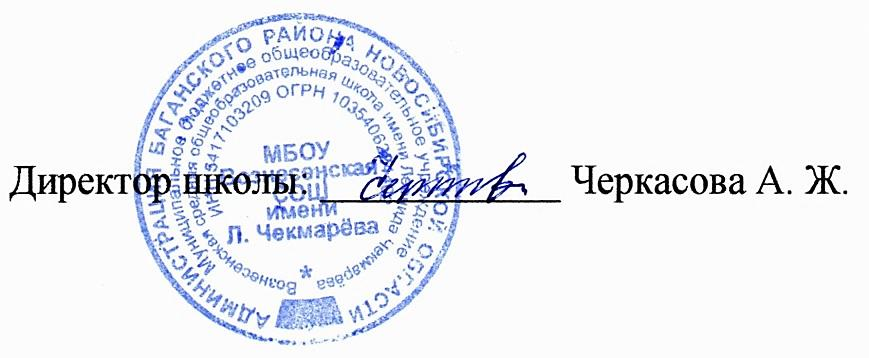 Директор школы: Черкасова А. Ж.
АДМИНИСТРАЦИЯ БАГАНСКОГО РАЙОНА НОВОСИБИРСКОЙ ОБЛАСТИ
Муниципальное бюджетное общеобразовательное учреждение
Вознесенская средняя общеобразовательная школа имени Леонида Чекмарёва
ИНН 5417103209 ОГРН
МБОУ
Вознесенская
СОШ
имени
Л. Чекмарёва
*